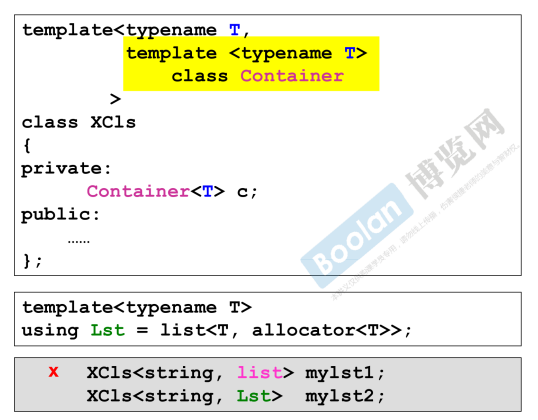 template<typename T,
template <typename T>
class Container
>
class XCls
{
private:
Container<T> c;
public:
……
};
Boolan 博览网
template<typename T>
using Lst = list<T, allocator<T>>;
x XCls<string, list> mylst1;
XCls<string, Lst> mylst2;